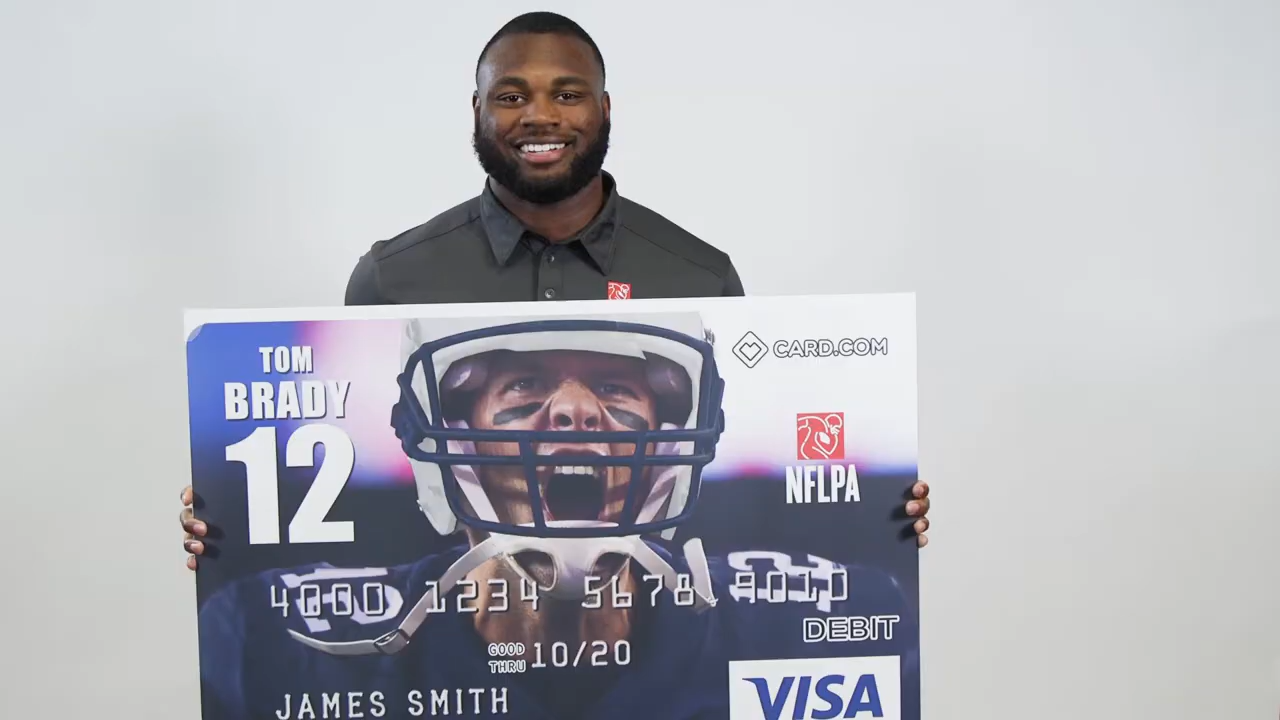 TOM
BRADY
12
CARD.COM
NFLPA
4000 1234 5678 9010
DEBIT
GOOD
THRU 10/20
JAMES SMITH
VISA